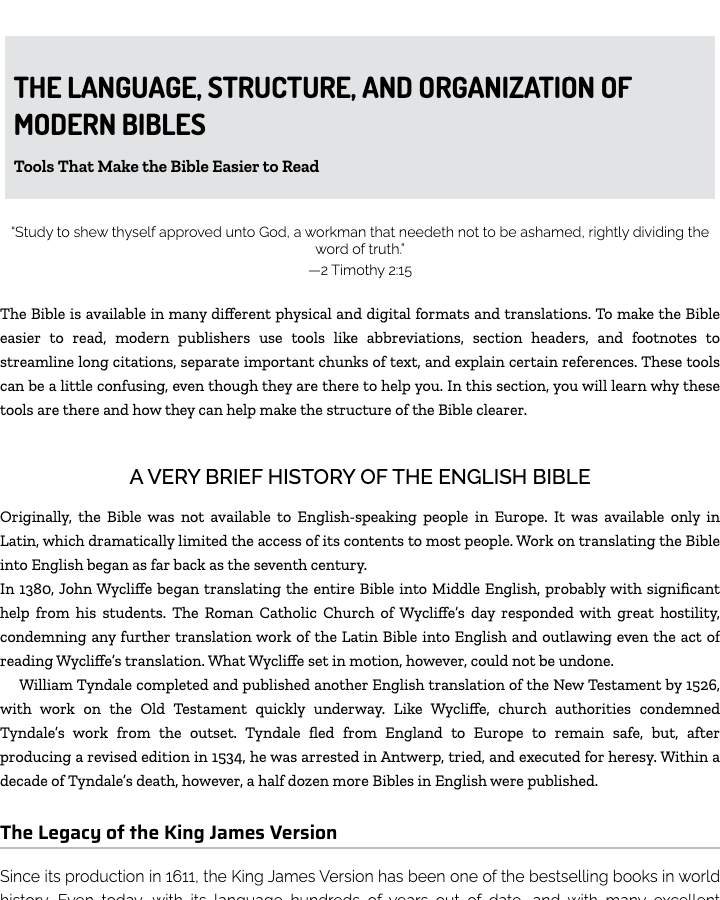 THE LANGUAGE, STRUCTURE, AND ORGANIZATION OF
MODERN BIBLES
Tools That Make the Bible Easier to Read
“Study to shew thyself approved unto God, a workman that needeth not to be ashamed, rightly dividing the
word of truth.”
—2 Timothy 2:15
The Bible is available in many different physical and digital formats and translations. To make the Bible
easier to read, modern publishers use tools like abbreviations, section headers, and footnotes to
streamline long citations, separate important chunks of text, and explain certain references. These tools
can be a little confusing, even though they are there to help you. In this section, you will learn why these
tools are there and how they can help make the structure of the Bible clearer.
A VERY BRIEF HISTORY OF THE ENGLISH BIBLE
Originally, the Bible was not available to English-speaking people in Europe. It was available only in
Latin, which dramatically limited the access of its contents to most people. Work on translating the Bible
into English began as far back as the seventh century.
In 1380, John Wycliffe began translating the entire Bible into Middle English, probably with significant
help from his students. The Roman Catholic Church of Wycliffe’s day responded with great hostility,
condemning any further translation work of the Latin Bible into English and outlawing even the act of
reading Wycliffe’s translation. What Wycliffe set in motion, however, could not be undone.
William Tyndale completed and published another English translation of the New Testament by 1526,
with work on the Old Testament quickly underway. Like Wycliffe, church authorities condemned
Tyndale’s work from the outset. Tyndale fled from England to Europe to remain safe, but, after
producing a revised edition in 1534, he was arrested in Antwerp, tried, and executed for heresy. Within a
decade of Tyndale’s death, however, a half dozen more Bibles in English were published.
The Legacy of the King James Version
Since its production in 1611, the King James Version has been one of the bestselling books in world
history. Even today, with its language hundreds of years out of date, and with many excellent